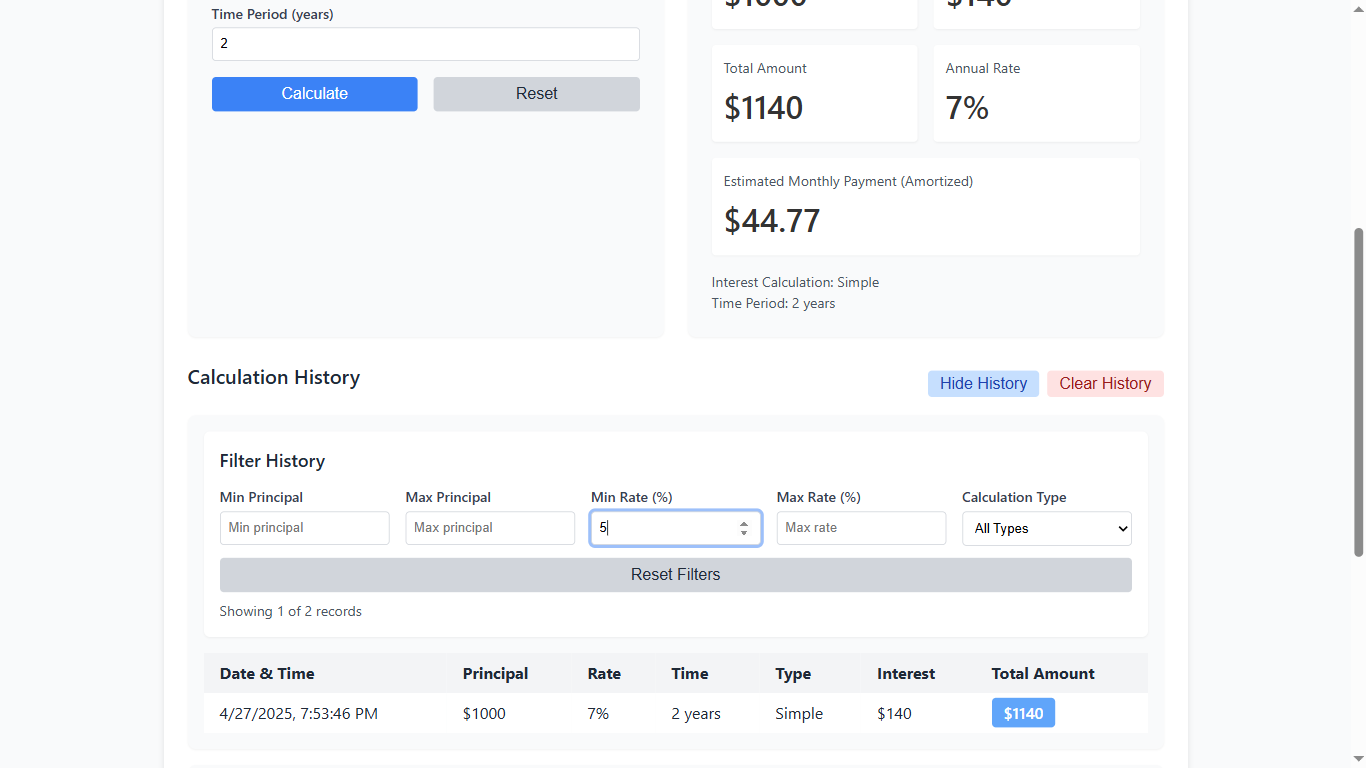 Time Period (years)
2
Calculate Reset
$1000 $140
Total Amount Annual Rate
$1140 7%
Estimated Monthly Payment (Amortized)
$44.77
Interest Calculation: Simple
Time Period: 2 years
Calculation History
Hide History Clear History
Filter History
Min Principal Max Principal Min Rate (%) Max Rate (%) Calculation Type
Min principal Max principal 5 Max rate All Types
Reset Filters
Showing 1 of 2 records
Date & Time Principal Rate Time Type Interest Total Amount
4/27/2025, 7:53:46 PM $1000 7% 2 years Simple $140 $1140